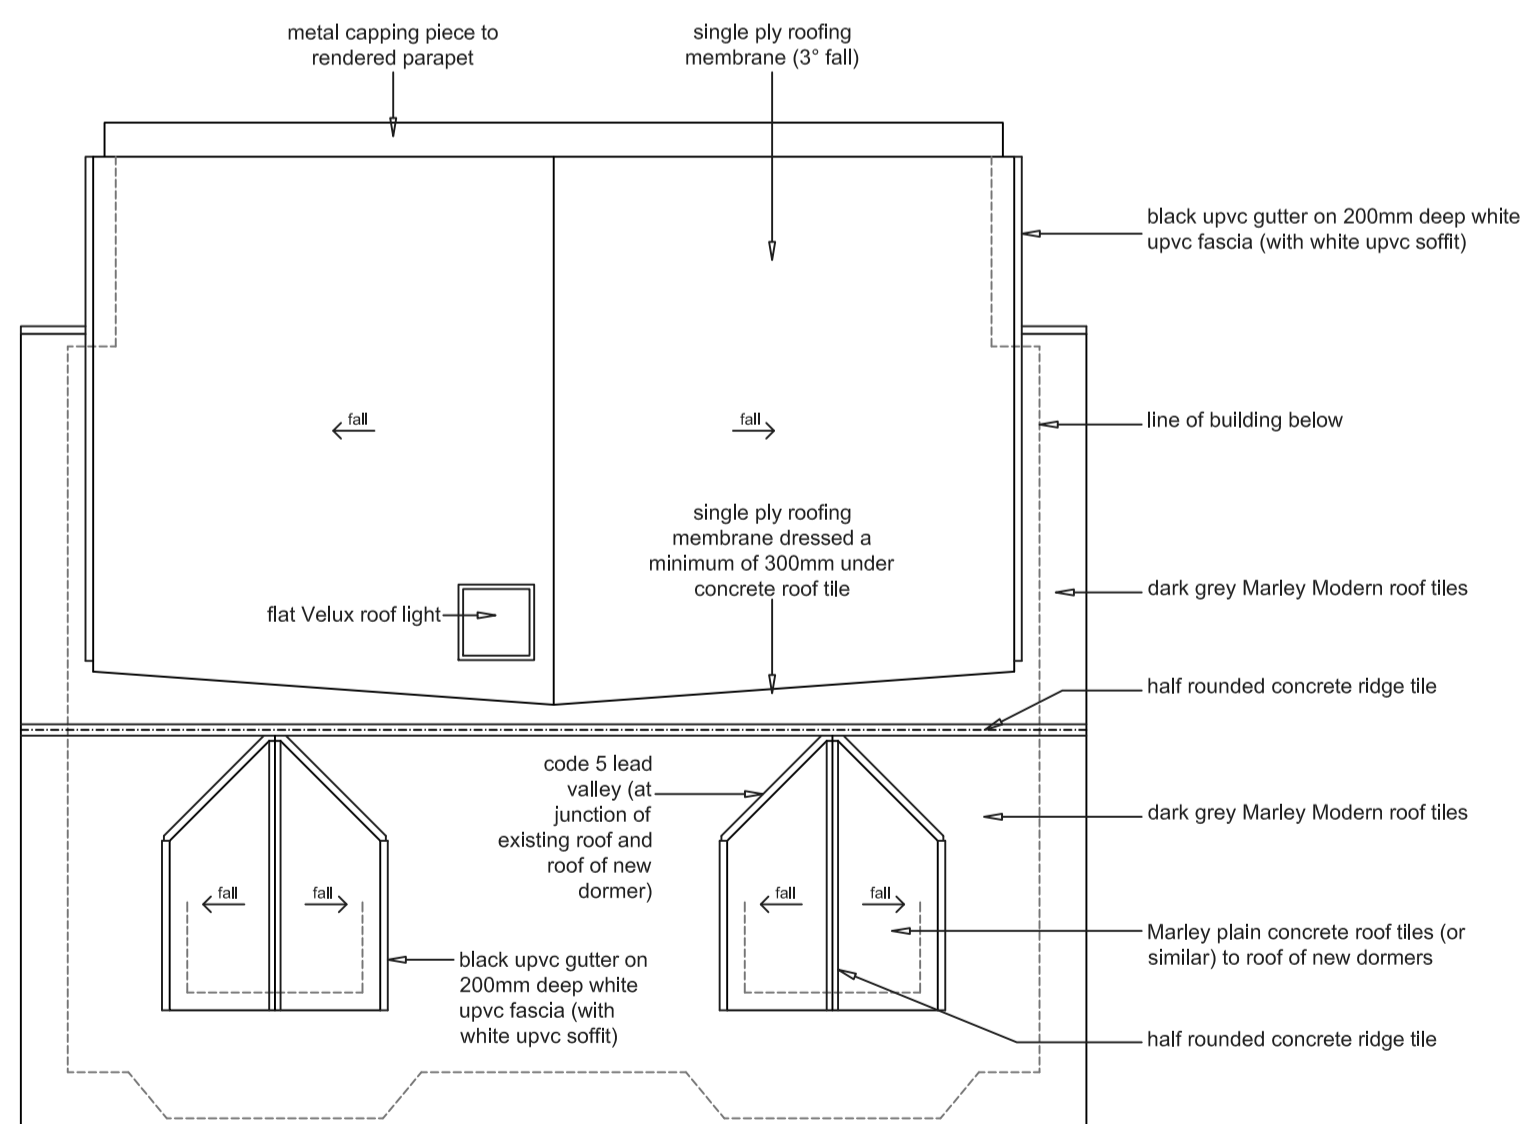 metal capping piece to
rendered parapet
single ply roofing
membrane (3° fall)
black upvc gutter on 200mm deep white
upvc fascia (with white upvc soffit)
fall
fall
line of building below
single ply roofing
membrane dressed a
minimum of 300mm under
concrete roof tile
flat Velux roof light
dark grey Marley Modern roof tiles
half rounded concrete ridge tile
code 5 lead
valley (at
junction of
existing roof and
roof of new
dormer)
dark grey Marley Modern roof tiles
fall
fall
fall
fall
Marley plain concrete roof tiles (or
similar) to roof of new dormers
black upvc gutter on
200mm deep white
upvc fascia (with
white upvc soffit)
half rounded concrete ridge tile